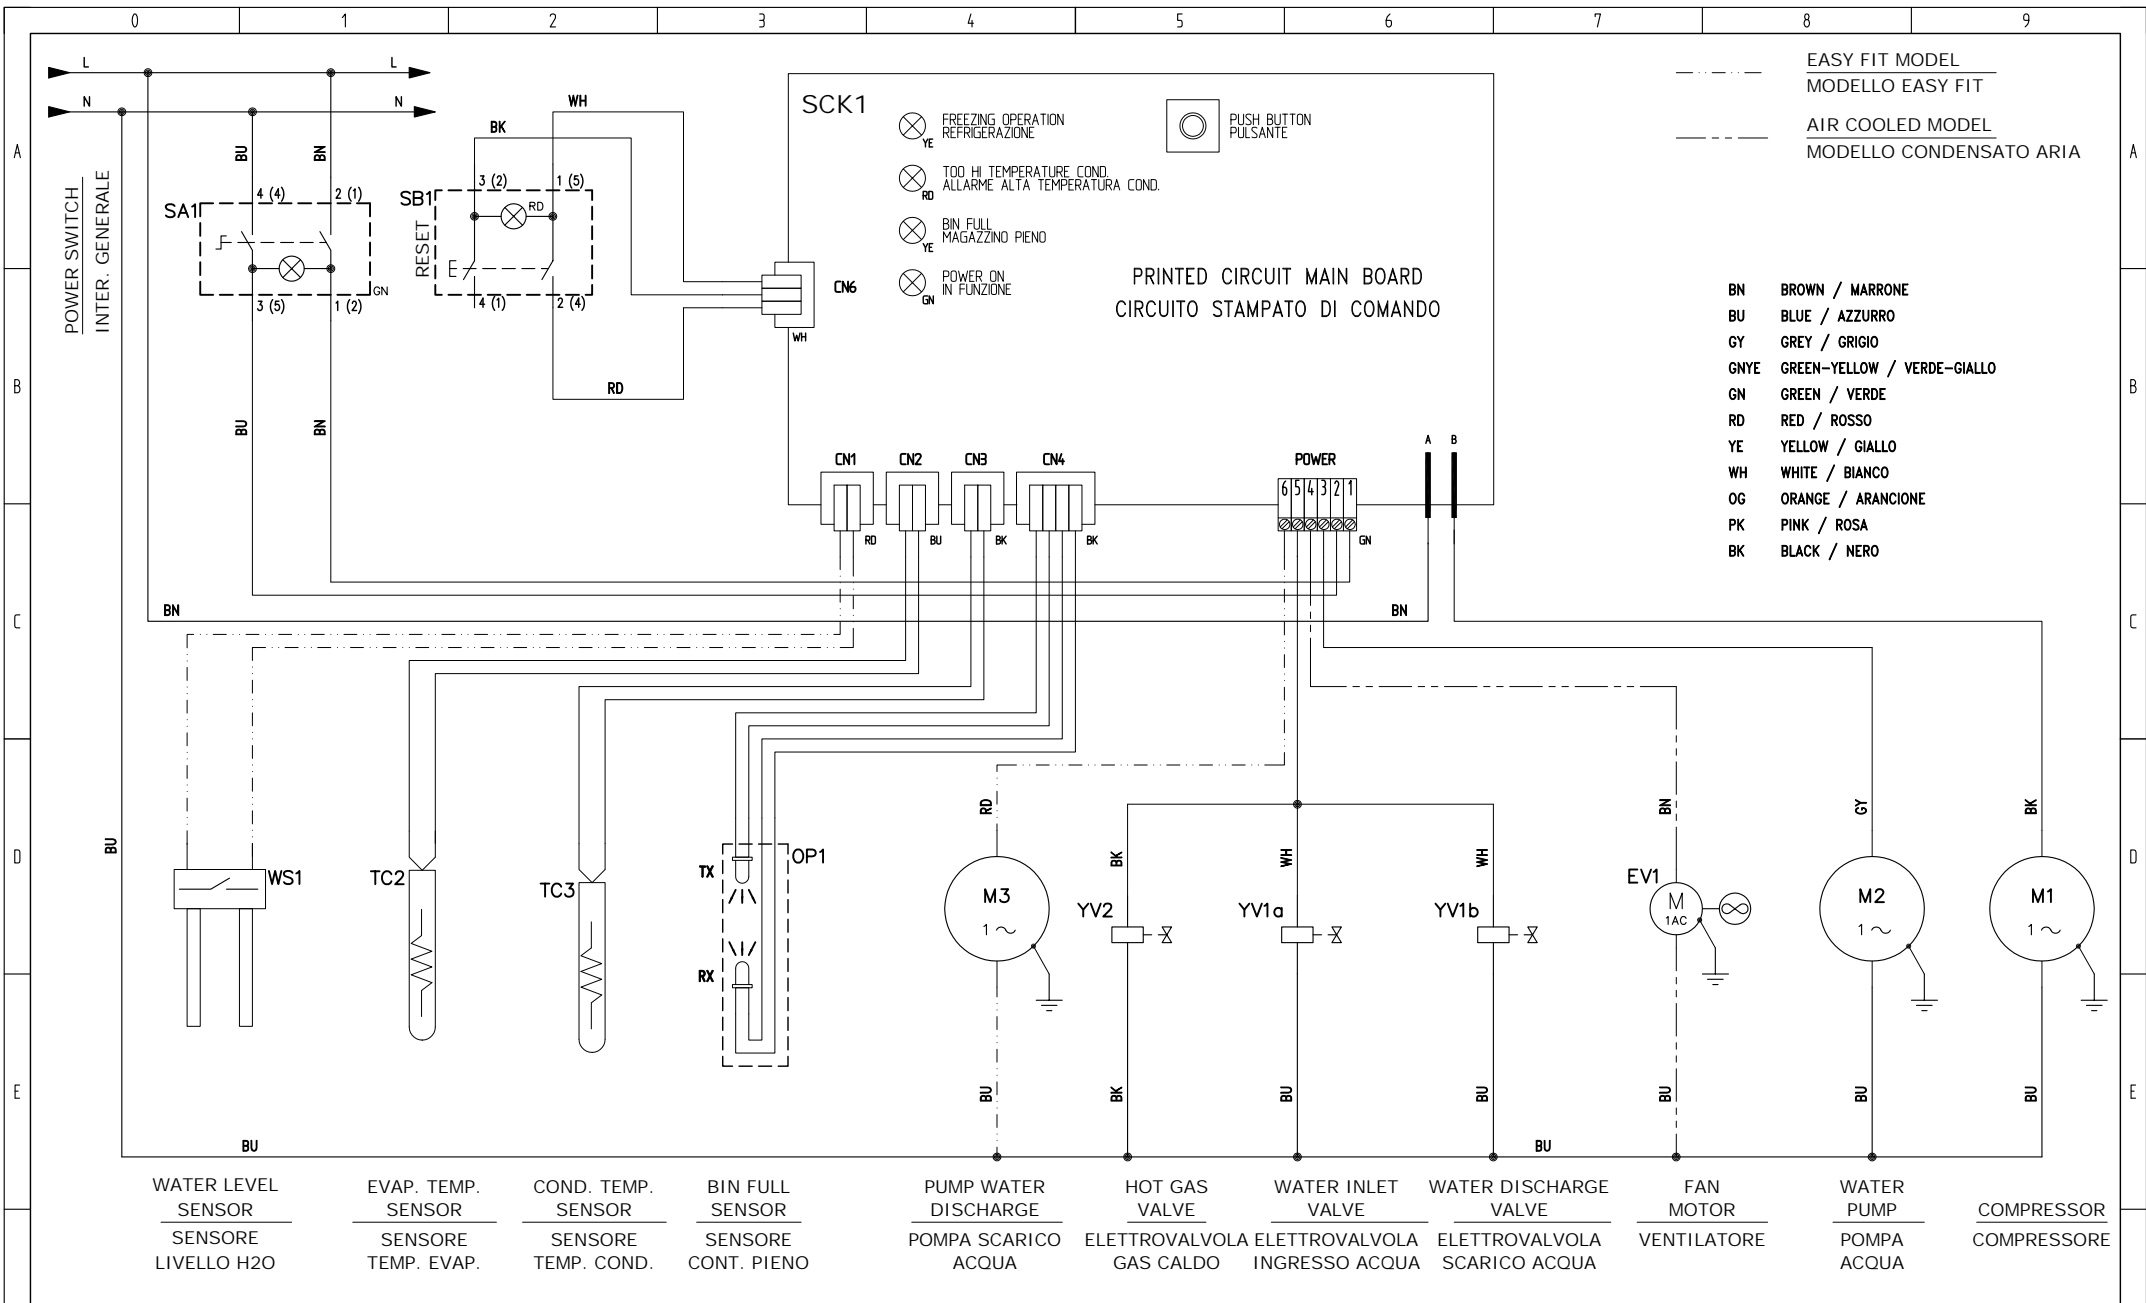 0 1 2 3 4 5 6 7 8 9
L L
N N
EASY FIT MODEL
MODELLO EASY FIT
AIR COOLED MODEL
MODELLO CONDENSATO ARIA
A A
B B
C C
D D
E E
POWER SWITCH
INTER. GENERALE
BU
BN
SA1
4 (4)
2 (1)
3 (5)
1 (2)
GN
BU
BN
WH
BK
SB1
RESET
3 (2)
1 (5)
RD
4 (1)
2 (4)
RD
SCK1
FREEZING OPERATION
REFRIGERAZIONE
YE
TOO HI TEMPERATURE COND.
ALLARME ALTA TEMPERATURA COND.
RD
BIN FULL
MAGAZZINO PIENO
YE
POWER ON
IN FUNZIONE
GN
PUSH BUTTON
PULSANTE
PRINTED CIRCUIT MAIN BOARD
CIRCUITO STAMPATO DI COMANDO
CN6
WH
BN BROWN / MARRONE
BU BLUE / AZZURRO
GY GREY / GRIGIO
GNYE GREEN-YELLOW / VERDE-GIALLO
GN GREEN / VERDE
RD RED / ROSSO
YE YELLOW / GIALLO
WH WHITE / BIANCO
OG ORANGE / ARANCIONE
PK PINK / ROSA
BK BLACK / NERO
CN1 CN2 CN3 CN4 POWER A B
6 5 4 3 2 1
RD BU BK BK GN
BN BN
BU
RD
BK
WH
WH
BN
GY
BK
WS1
TC2
TC3
TX
OP1
RX
M3
1 ~
YV2
YV1a
YV1b
EV1
M
1AC
M2
1 ~
M1
1 ~
BU
BK
BU
BU
BU
BU
BU
BU BU
WATER LEVEL
SENSOR
SENSORE
LIVELLO H2O
EVAP. TEMP.
SENSOR
SENSORE
TEMP. EVAP.
COND. TEMP.
SENSOR
SENSORE
TEMP. COND.
BIN FULL
SENSOR
SENSORE
CONT. PIENO
PUMP WATER
DISCHARGE
POMPA SCARICO
ACQUA
HOT GAS
VALVE
ELETTROVALVOLA
GAS CALDO
WATER INLET
VALVE
ELETTROVALVOLA
INGRESSO ACQUA
WATER DISCHARGE
VALVE
ELETTROVALVOLA
SCARICO ACQUA
FAN
MOTOR
VENTILATORE
WATER
PUMP
POMPA
ACQUA
COMPRESSOR
COMPRESSORE